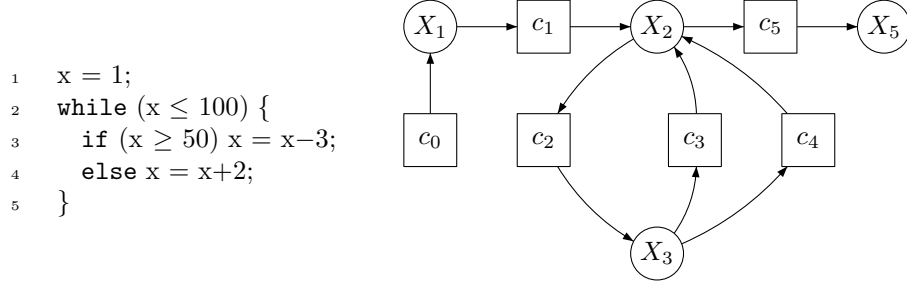 1 x = 1;
2 while (x ≤ 100) {
3 if (x ≥ 50) x = x−3;
4 else x = x+2;
5 }
X₁ c₁ X₂ c₅ X₅
c₀ c₂ c₃ c₄
X₃